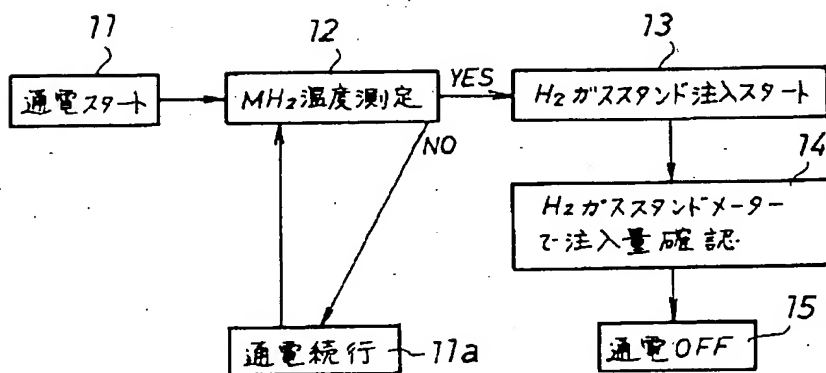 11
12
13
通電スタート
MH2温度測定
YES
H2ガススタンド注入スタート
NO
14
H2ガススタンドメーター
で注入量確認
通電続行
11a
通電OFF
15